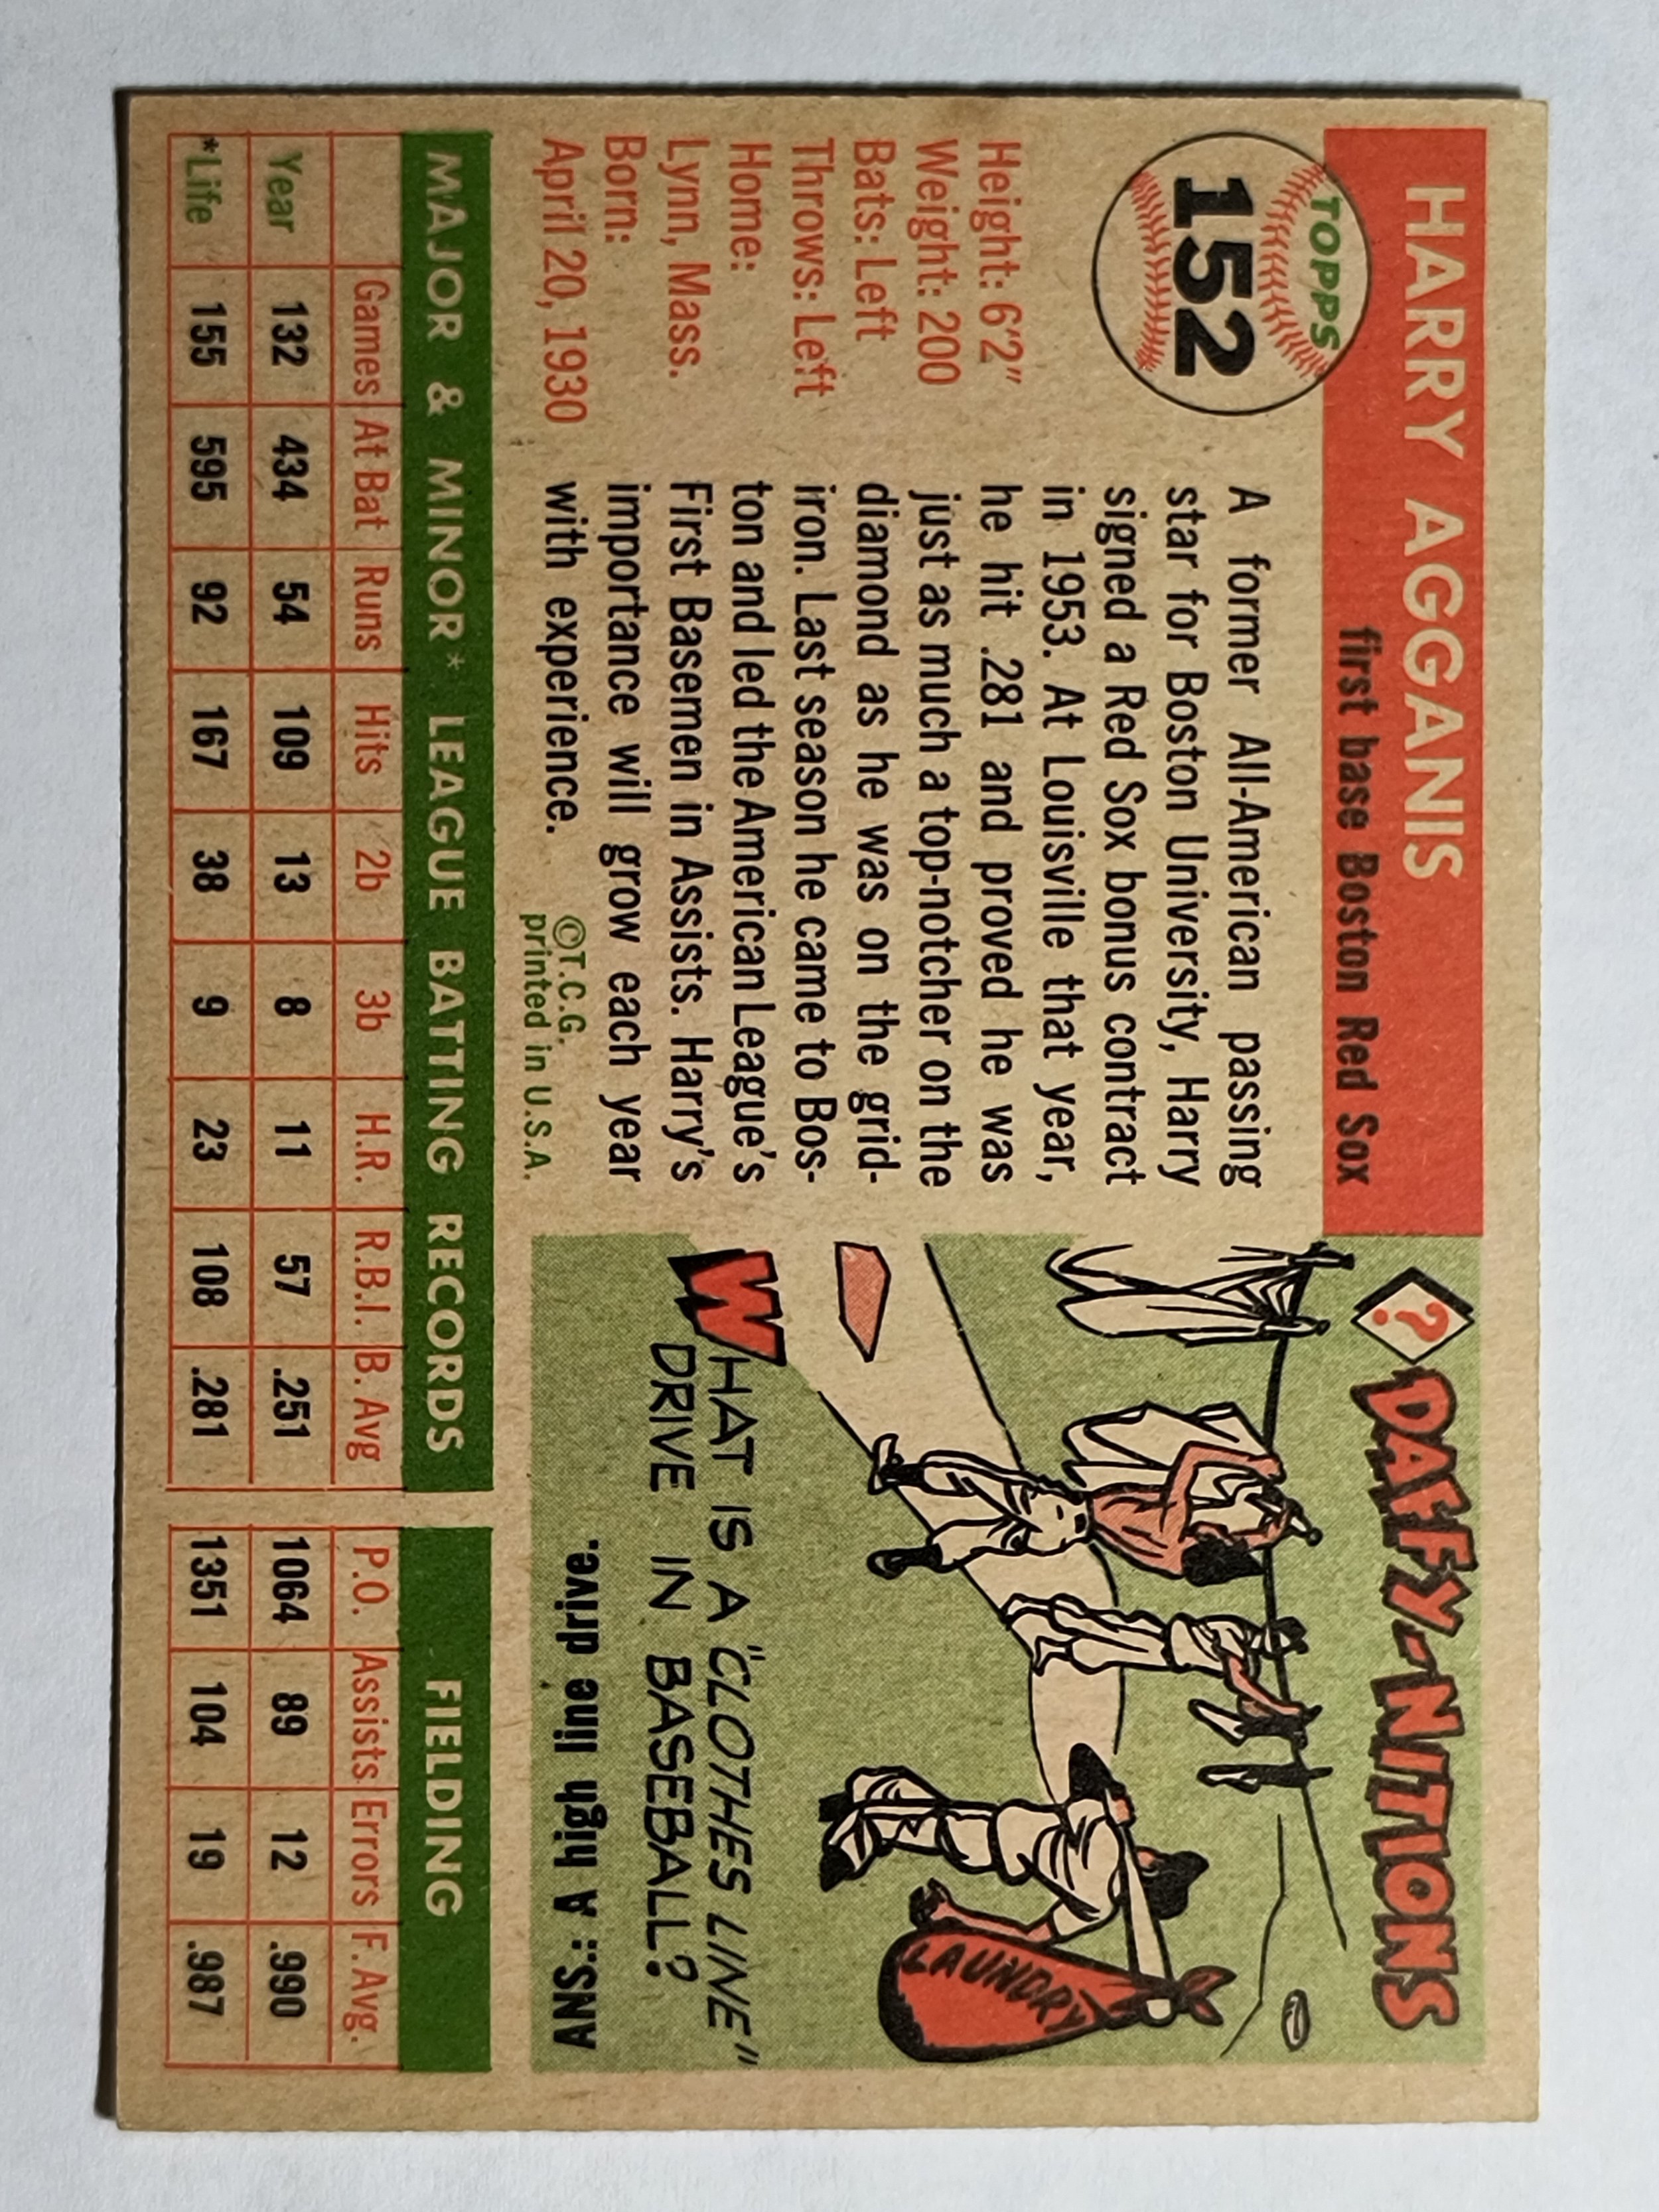 HARRY AGGANIS
first base Boston Red Sox
TOPPS
152
Height: 6'2"
Weight: 200
Bats: Left
Throws: Left
Home:
Lynn, Mass.
Born:
April 20, 1930
A former All-American passing
star for Boston University, Harry
signed a Red Sox bonus contract
in 1953. At Louisville that year,
he hit .281 and proved he was
just as much a top-notcher on the
diamond as he was on the grid-
iron. Last season he came to Bos-
ton and led the American League's
First Basemen in Assists. Harry's
importance will grow each year
with experience.
©T.C.G.
printed in U.S.A.
? DAFFY-NITIONS
LAUNDRY
WHAT IS A "CLOTHES LINE"
DRIVE IN BASEBALL?
ANS.: A high line drive.
MAJOR & MINOR* LEAGUE BATTING RECORDS FIELDING
Games At Bat Runs Hits 2b 3b H.R. R.B.I. B. Avg P.O. Assists Errors F. Avg.
Year 132 434 54 109 13 8 11 57 .251 1064 89 12 .990
*Life 155 595 92 167 38 9 23 108 .281 1351 104 19 .987